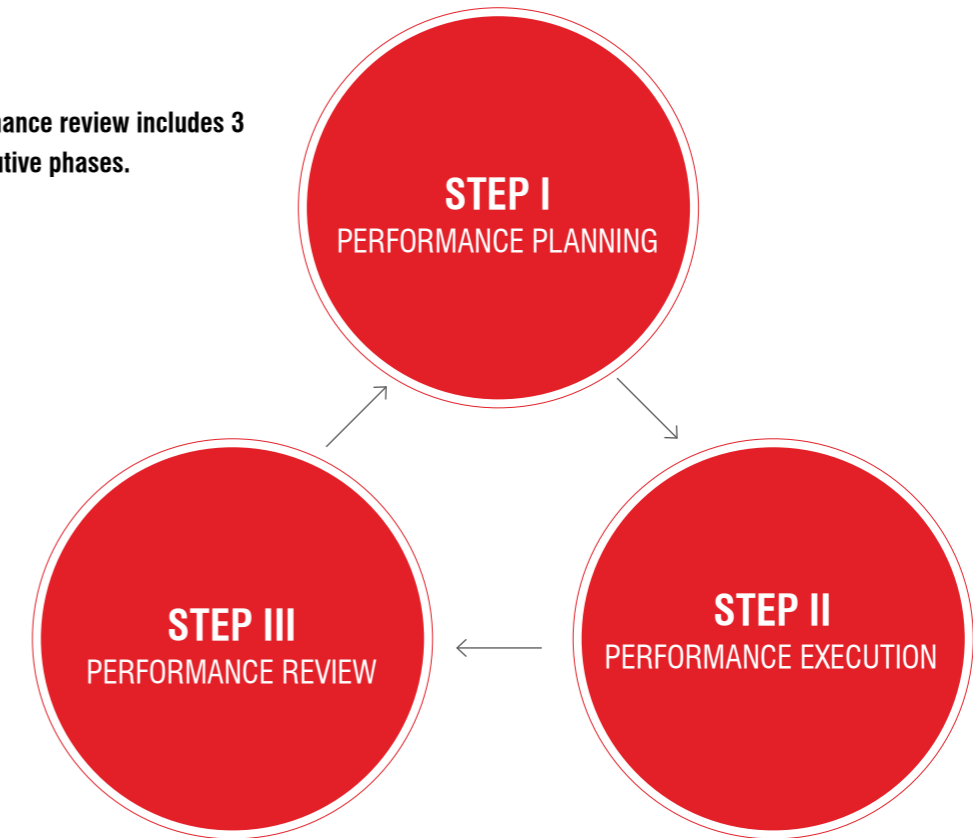 review includes 3
phases.
STEP I
PERFORMANCE PLANNING
STEP III
PERFORMANCE REVIEW
STEP II
PERFORMANCE EXECUTION